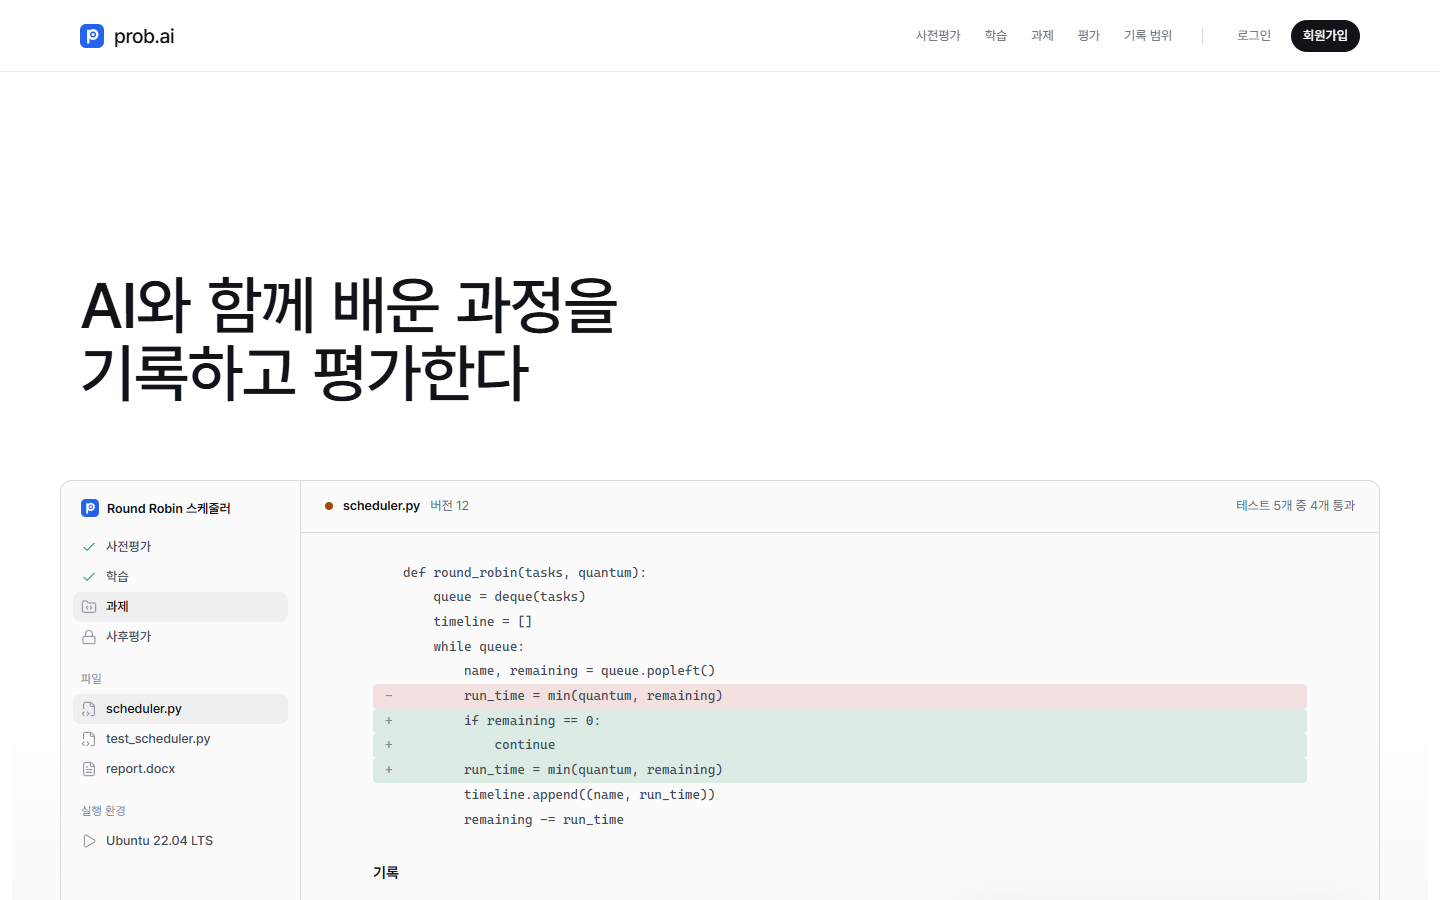 prob.ai
사전평가 학습 과제 평가 기록 범위 로그인 회원가입
AI와 함께 배운 과정을
기록하고 평가한다
Round Robin 스케줄러
사전평가
학습
과제
사후평가
파일
scheduler.py
test_scheduler.py
report.docx
실행 환경
Ubuntu 22.04 LTS
scheduler.py 버전 12 테스트 5개 중 4개 통과
def round_robin(tasks, quantum):
queue = deque(tasks)
timeline = []
while queue:
name, remaining = queue.popleft()
− run_time = min(quantum, remaining)
+ if remaining == 0:
+ continue
+ run_time = min(quantum, remaining)
timeline.append((name, run_time))
remaining −= run_time
기록